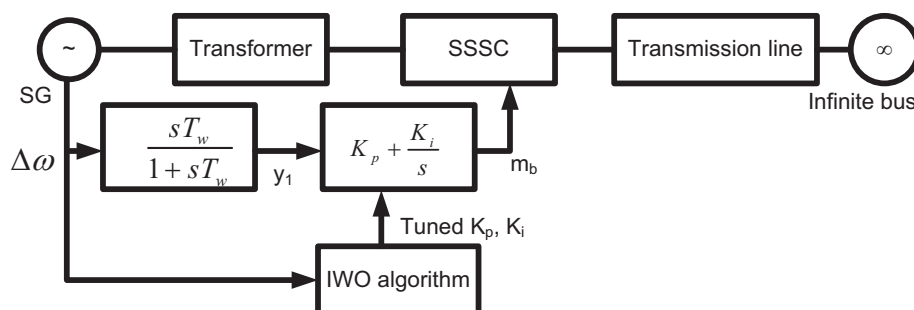 ~
Transformer
SSSC
Transmission line
∞
SG
Infinite bus
Δω
sT_w
1 + sT_w
y₁
K_p + K_i
s
m_b
Tuned K_p, K_i
IWO algorithm